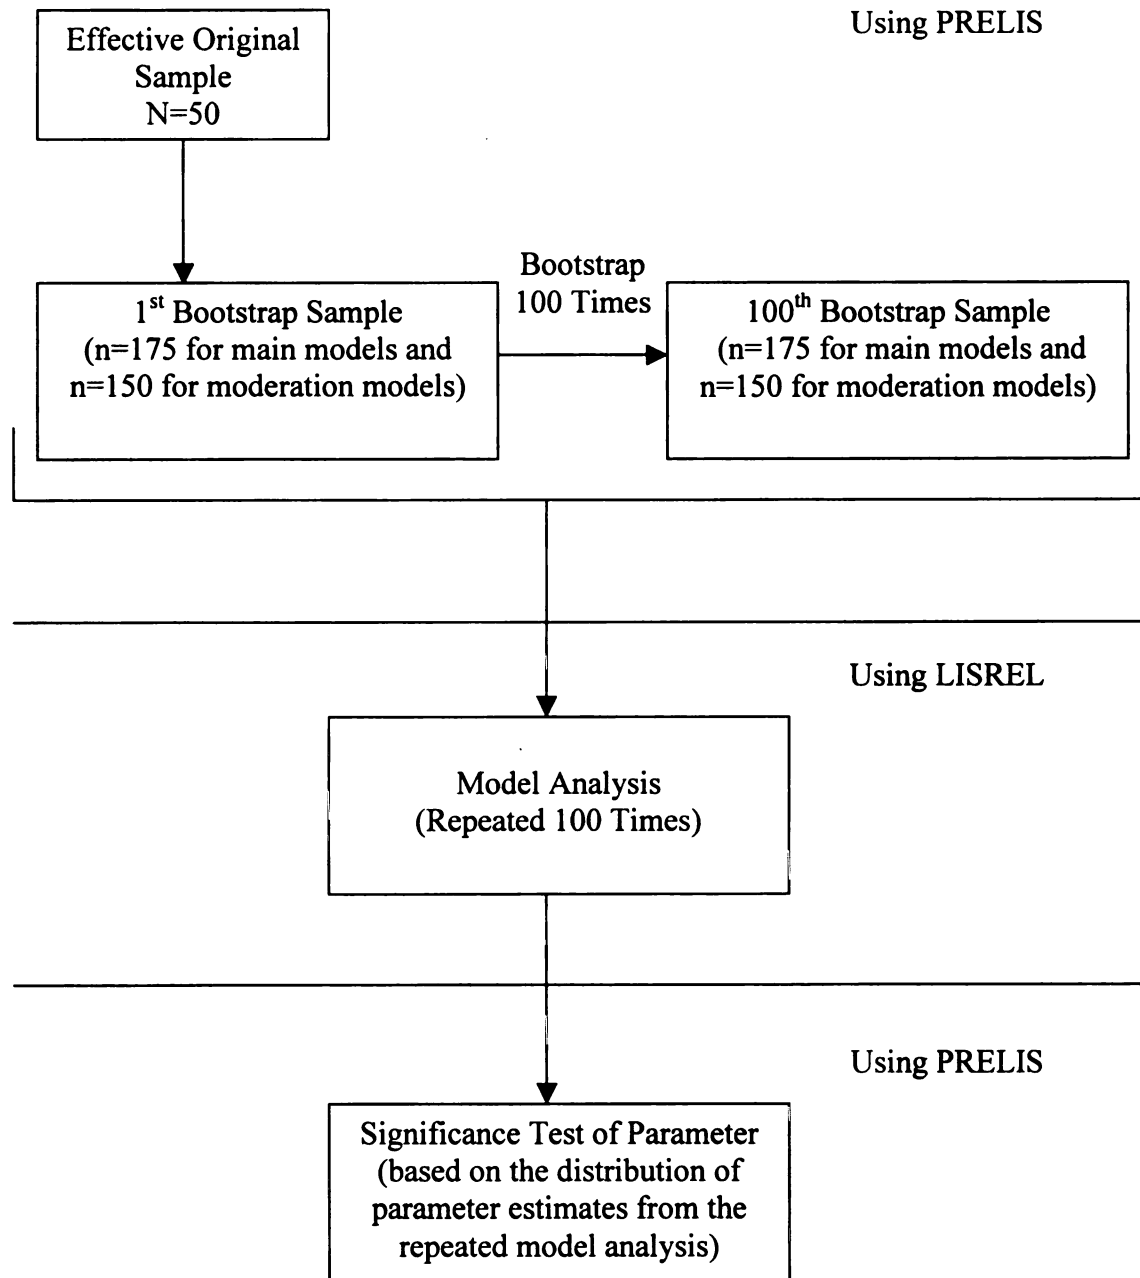 Using PRELIS
Effective Original
Sample
N=50
Bootstrap
100 Times
1st Bootstrap Sample
(n=175 for main models and
n=150 for moderation models)
100th Bootstrap Sample
(n=175 for main models and
n=150 for moderation models)
Using LISREL
Model Analysis
(Repeated 100 Times)
Using PRELIS
Significance Test of Parameter
(based on the distribution of
parameter estimates from the
repeated model analysis)